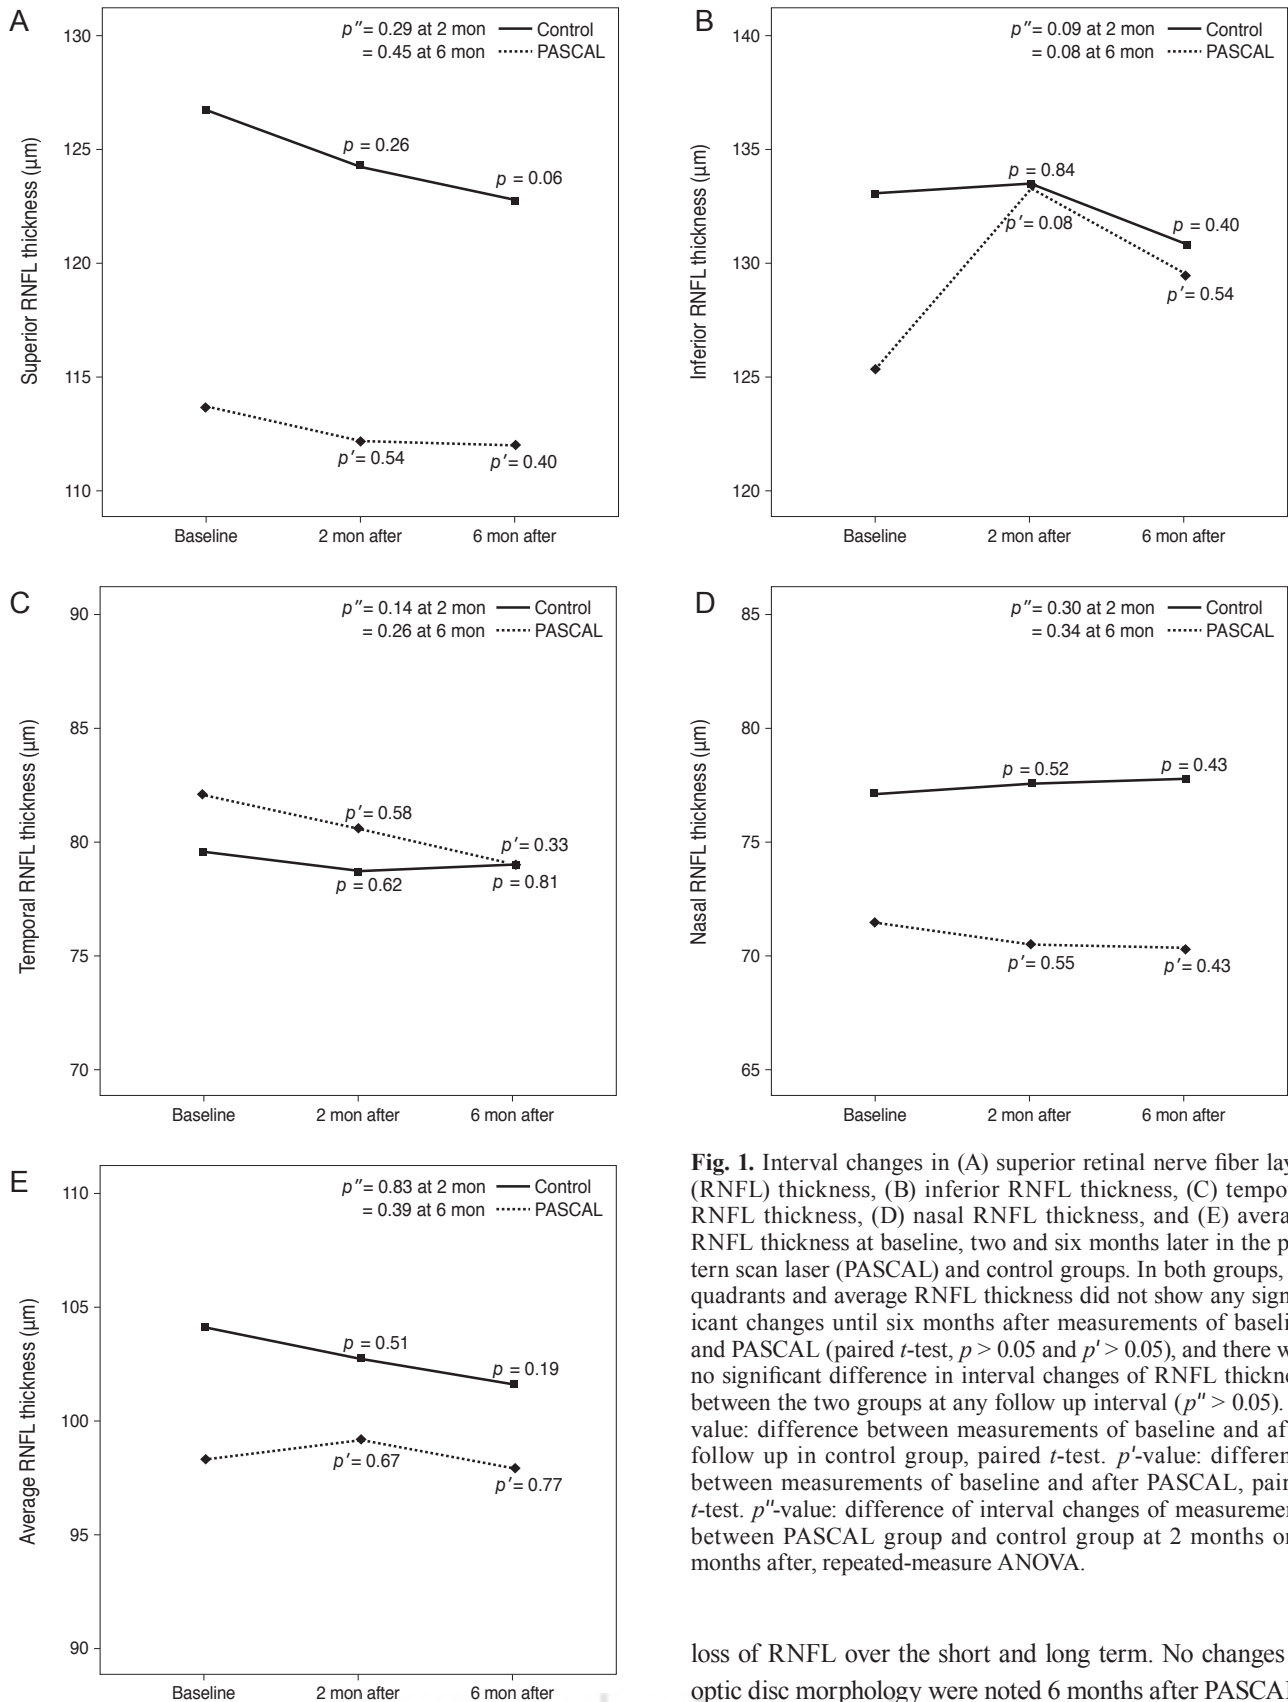 A
p″ = 0.29 at 2 mon
= 0.45 at 6 mon
Control
PASCAL
Superior RNFL thickness (µm)
130
125
120
115
110
p = 0.26
p = 0.06
p′= 0.54
p′= 0.40
Baseline
2 mon after
6 mon after
B
p″ = 0.09 at 2 mon
= 0.08 at 6 mon
Control
PASCAL
Inferior RNFL thickness (µm)
140
135
130
125
120
p = 0.84
p′= 0.08
p = 0.40
p′= 0.54
Baseline
2 mon after
6 mon after
C
p″= 0.14 at 2 mon
= 0.26 at 6 mon
Control
PASCAL
Temporal RNFL thickness (µm)
90
85
80
75
70
p′= 0.58
p′= 0.33
p = 0.62
p = 0.81
Baseline
2 mon after
6 mon after
D
p″= 0.30 at 2 mon
= 0.34 at 6 mon
Control
PASCAL
Nasal RNFL thickness (µm)
85
80
75
70
65
p = 0.52
p = 0.43
p′= 0.55
p′= 0.43
Baseline
2 mon after
6 mon after
E
p″= 0.83 at 2 mon
= 0.39 at 6 mon
Control
PASCAL
Average RNFL thickness (µm)
110
105
100
95
90
p = 0.51
p = 0.19
p′= 0.67
p′= 0.77
Baseline
2 mon after
6 mon after
Fig. 1. Interval changes in (A) superior retinal nerve fiber lay
(RNFL) thickness, (B) inferior RNFL thickness, (C) tempo
RNFL thickness, (D) nasal RNFL thickness, and (E) avera
RNFL thickness at baseline, two and six months later in the p
tern scan laser (PASCAL) and control groups. In both groups,
quadrants and average RNFL thickness did not show any sign
icant changes until six months after measurements of baseli
and PASCAL (paired t-test, p > 0.05 and p′ > 0.05), and there w
no significant difference in interval changes of RNFL thickne
between the two groups at any follow up interval (p″ > 0.05).
value: difference between measurements of baseline and aft
follow up in control group, paired t-test. p′-value: differen
between measurements of baseline and after PASCAL, pair
t-test. p″-value: difference of interval changes of measuremen
between PASCAL group and control group at 2 months or
months after, repeated-measure ANOVA.
loss of RNFL over the short and long term. No changes
optic disc morphology were noted 6 months after PASCAL